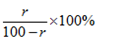 r/(100 − r) × 100%